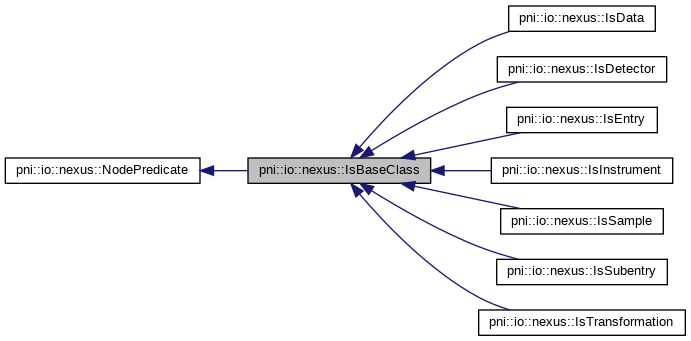 pni::io::nexus::IsData
pni::io::nexus::IsDetector
pni::io::nexus::IsEntry
pni::io::nexus::NodePredicate
pni::io::nexus::IsBaseClass
pni::io::nexus::IsInstrument
pni::io::nexus::IsSample
pni::io::nexus::IsSubentry
pni::io::nexus::IsTransformation